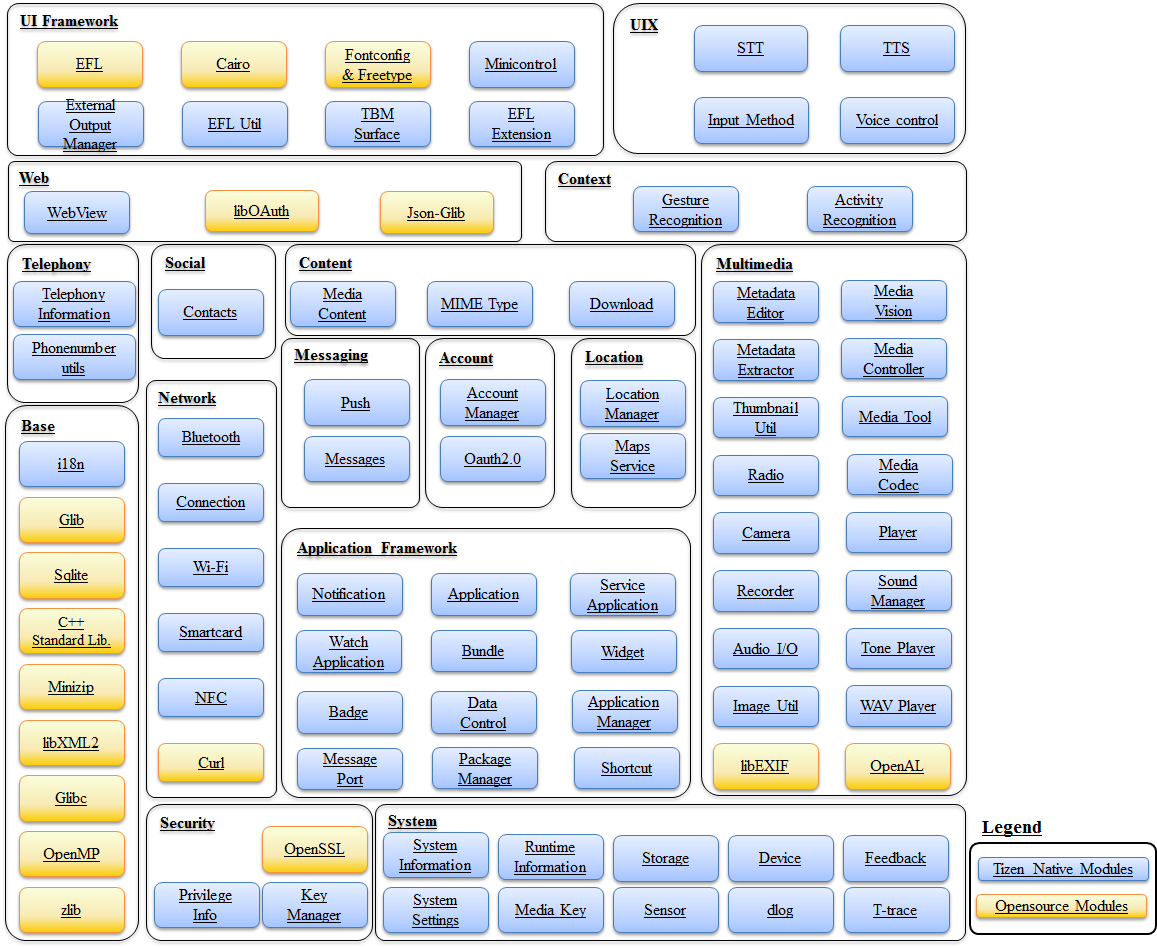 UI Framework
EFL
Cairo
Fontconfig
& Freetype
Minicontrol
External
Output
Manager
EFL Util
TBM
Surface
EFL
Extension
UIX
STT
TTS
Input Method
Voice control
Web
WebView
libOAuth
Json-Glib
Context
Gesture
Recognition
Activity
Recognition
Telephony
Telephony
Information
Phonenumber
utils
Social
Contacts
Content
Media
Content
MIME Type
Download
Multimedia
Metadata
Editor
Media
Vision
Metadata
Extractor
Media
Controller
Thumbnail
Util
Media Tool
Radio
Media
Codec
Camera
Player
Recorder
Sound
Manager
Audio I/O
Tone Player
Image Util
WAV Player
libEXIF
OpenAL
Messaging
Push
Messages
Account
Account
Manager
Oauth2.0
Location
Location
Manager
Maps
Service
Network
Bluetooth
Connection
Wi-Fi
Smartcard
NFC
Curl
Base
i18n
Glib
Sqlite
C++
Standard Lib.
Minizip
libXML2
Glibc
OpenMP
zlib
Application Framework
Notification
Application
Service
Application
Watch
Application
Bundle
Widget
Badge
Data
Control
Application
Manager
Message
Port
Package
Manager
Shortcut
Security
OpenSSL
Privilege
Info
Key
Manager
System
System
Information
Runtime
Information
Storage
Device
Feedback
System
Settings
Media Key
Sensor
dlog
T-trace
Legend
Tizen Native Modules
Opensource Modules